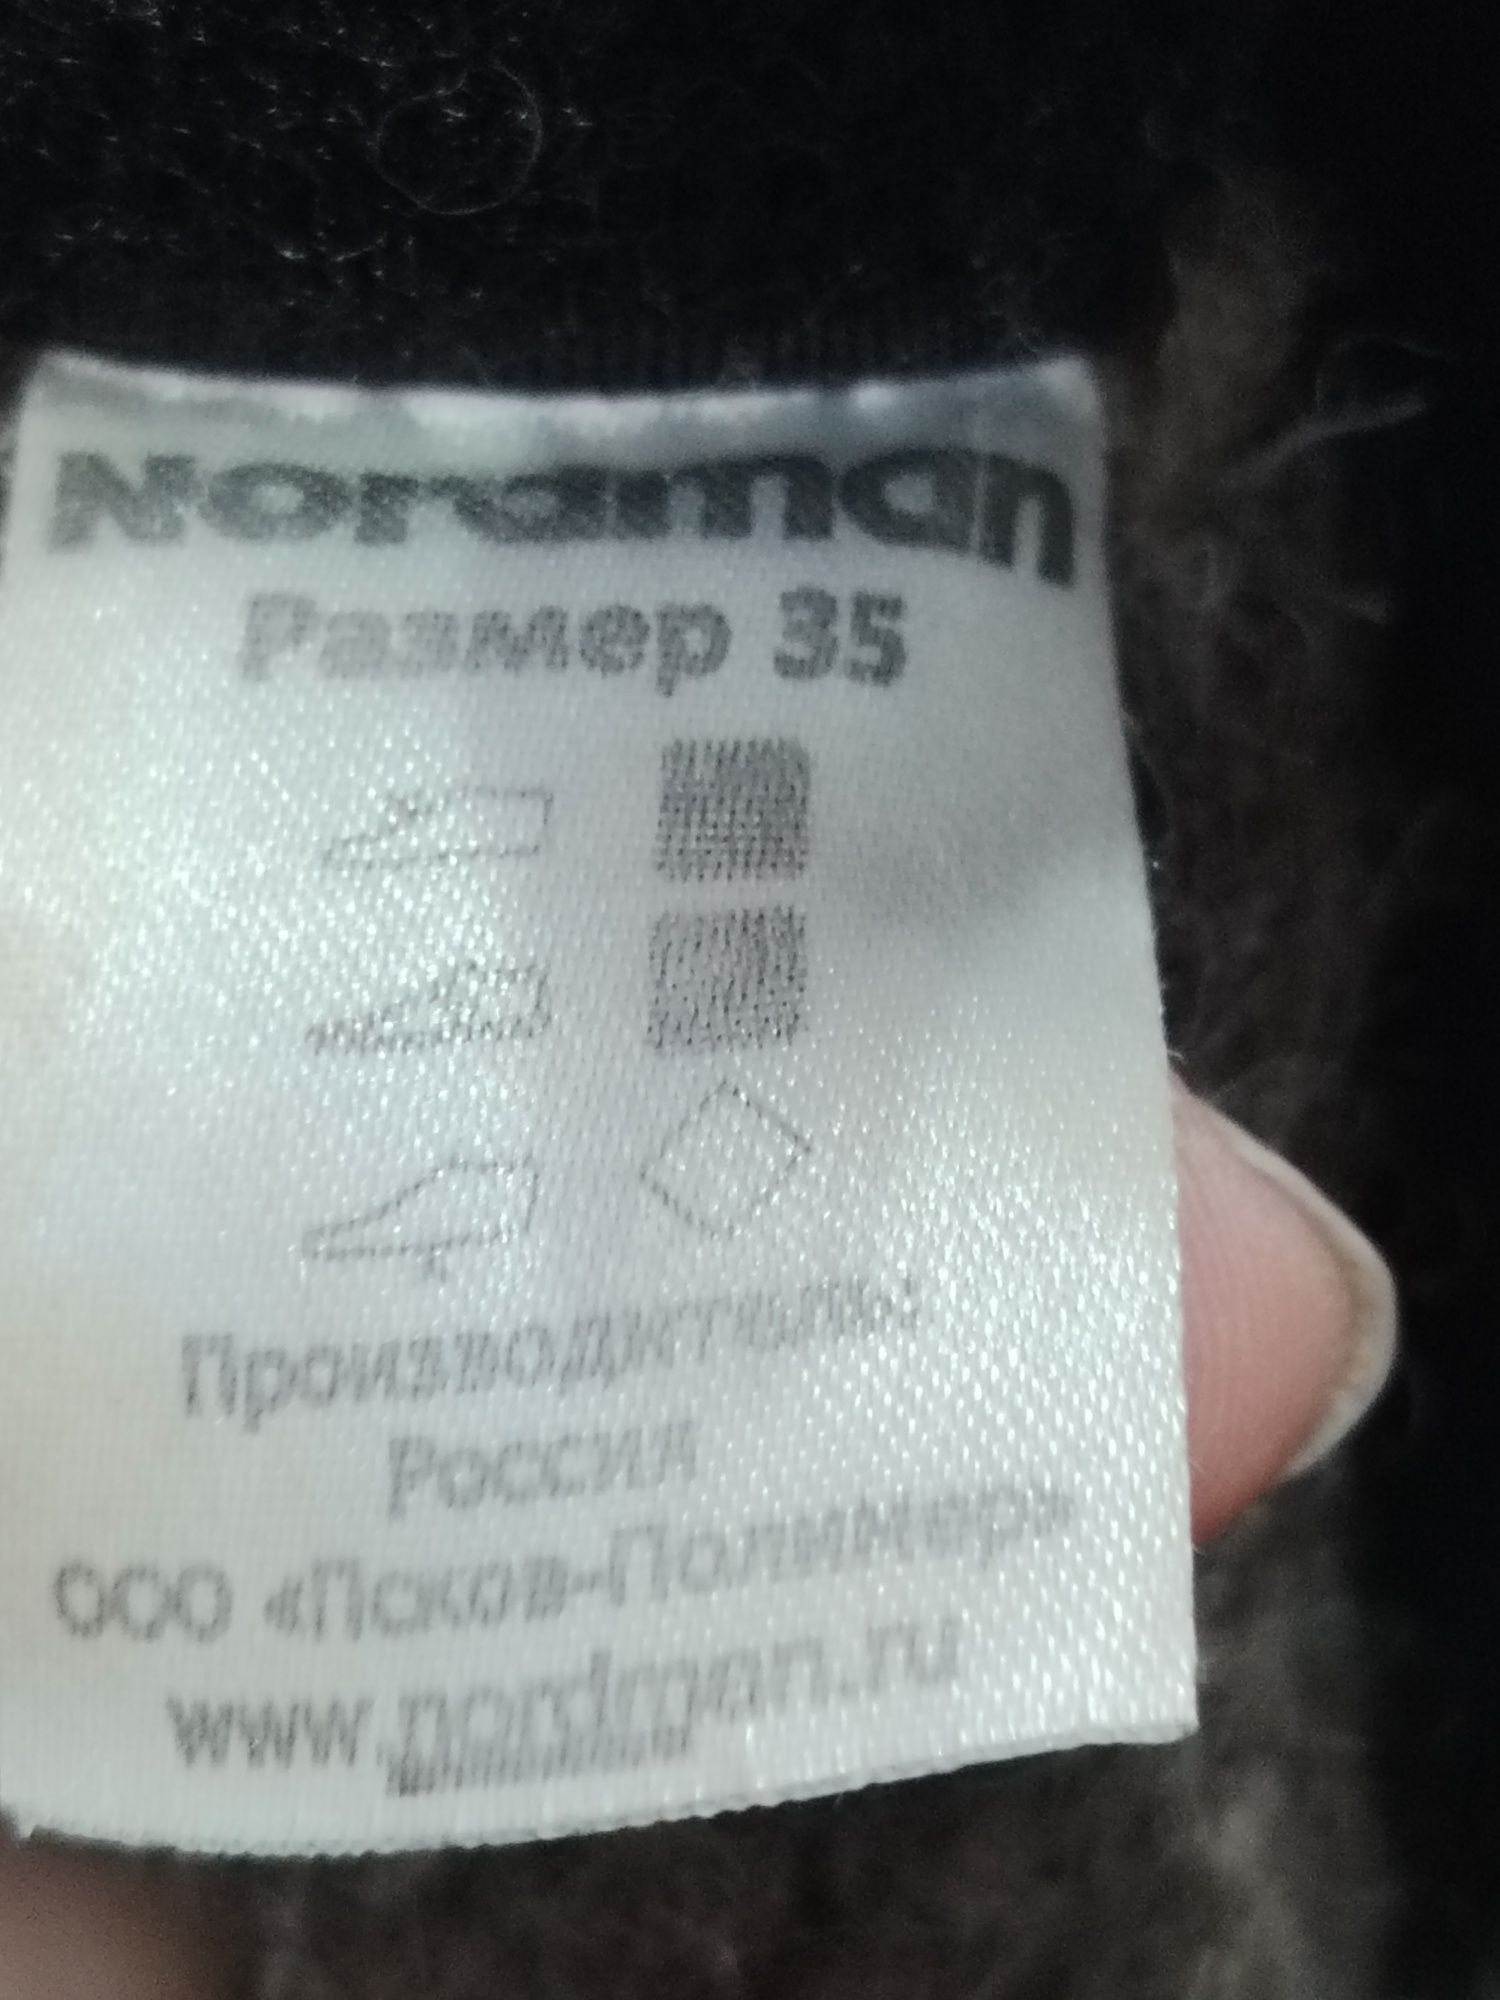 Nordman
Размер 35
Производитель:
Россия
ООО «Псков-Полимер»
www.nordman.ru